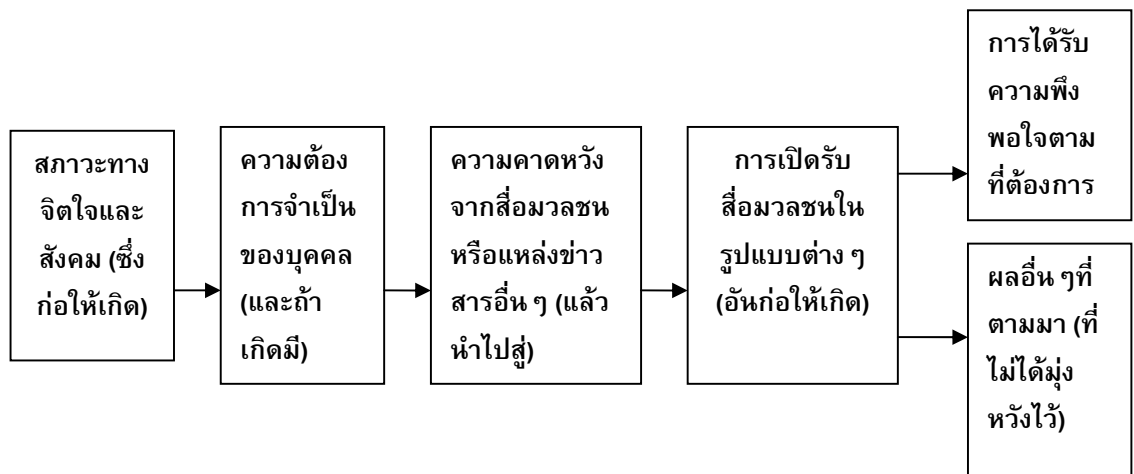 สภาวะทาง
จิตใจและ
สังคม (ซึ่ง
ก่อให้เกิด)
ความต้อง
การจำเป็น
ของบุคคล
(และถ้า
เกิดมี)
ความคาดหวัง
จากสื่อมวลชน
หรือแหล่งข่าว
สารอื่น ๆ (แล้ว
นำไปสู่)
การเปิดรับ
สื่อมวลชนใน
รูปแบบต่าง ๆ
(อันก่อให้เกิด)
การได้รับ
ความพึง
พอใจตาม
ที่ต้องการ
ผลอื่น ๆที่
ตามมา (ที่
ไม่ได้มุ่ง
หวังไว้)